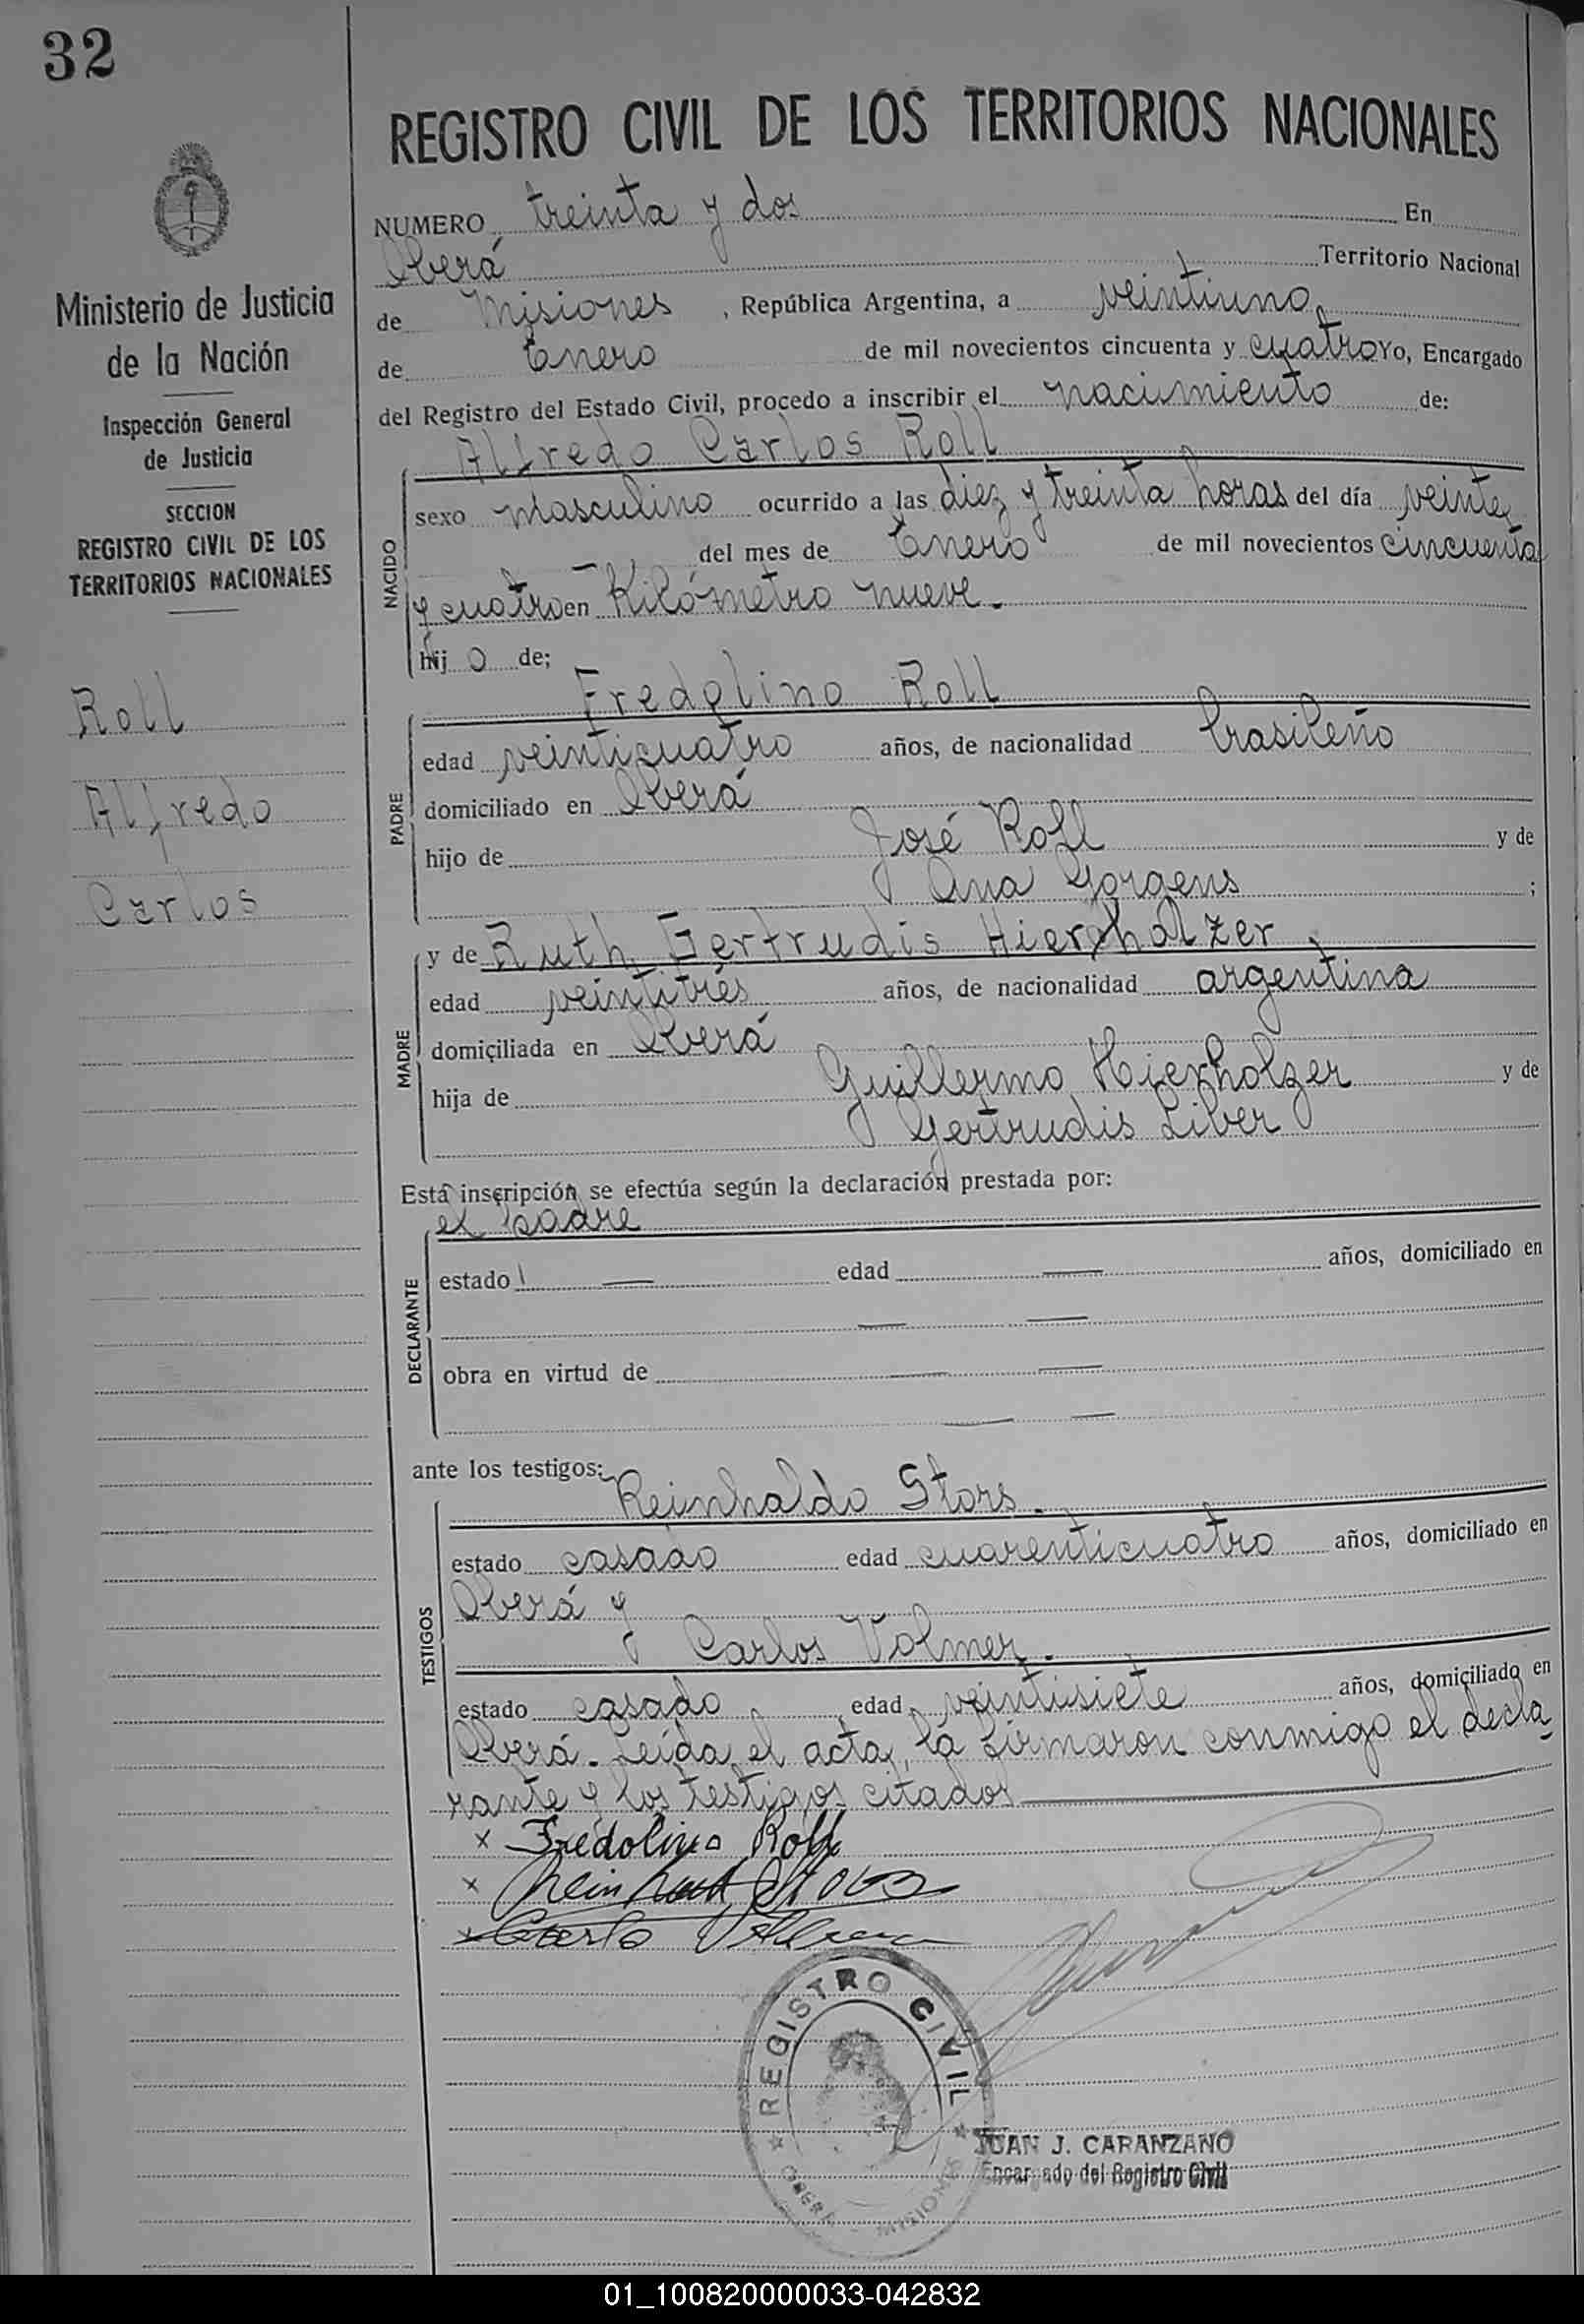 32
Ministerio de Justicia
de la Nación
Inspección General
de Justicia
SECCION
REGISTRO CIVIL DE LOS
TERRITORIOS NACIONALES
Roll
Alfredo
Carlos
REGISTRO CIVIL DE LOS TERRITORIOS NACIONALES
NUMERO treinta y dos En
Oberá Territorio Nacional
de Misiones, República Argentina, a veintiuno
de Enero de mil novecientos cincuenta y cuatro Yo, Encargado
del Registro del Estado Civil, procedo a inscribir el nacimiento de:
Alfredo Carlos Roll
NACIDO
sexo masculino ocurrido a las diez y treinta horas del día veinte
del mes de Enero de mil novecientos cincuenta
y cuatro en Kilómetro nueve.
hij o de;
Fredolino Roll
PADRE
edad veinticuatro años, de nacionalidad brasileño
domiciliado en Oberá
hijo de José Roll y de
Ana Gorgens ;
MADRE
y de Ruth Gertrudis Hierholzer
edad veintitrés años, de nacionalidad argentina
domiciliada en Oberá
hija de Guillermo Hierholzer y de
Gertrudis Liber
Esta inscripción se efectúa según la declaración prestada por:
el padre
DECLARANTE
estado — edad — años, domiciliado en
— —
obra en virtud de — —
— —
ante los testigos:
Reinhaldo Stors.
TESTIGOS
estado casado edad cuarenticuatro años, domiciliado en
Oberá y
Carlos Volmer.
estado casado edad veintisiete años, domiciliado en
Oberá. Leída el acta, la firmaron conmigo el decla
rante y los testigos citados
x Fredolino Roll
x
x Carlo
REGISTRO CIVIL
OBERA MISIONES
JUAN J. CARANZANO
Encargado del Registro Civil
01_100820000033-042832